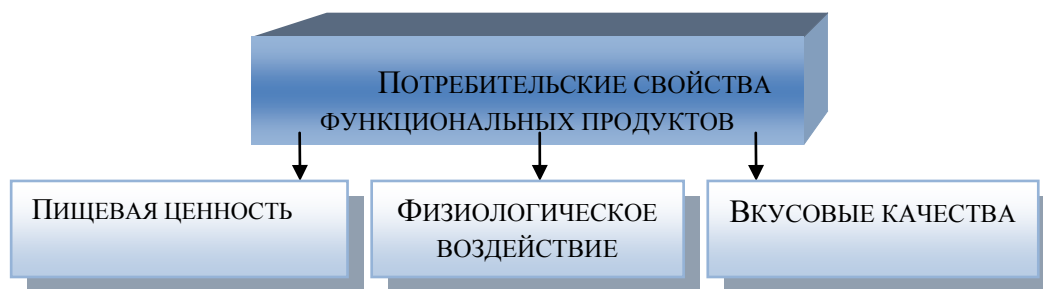 Потребительские свойства
функциональных продуктов
Пищевая ценность
Физиологическое
воздействие
Вкусовые качества